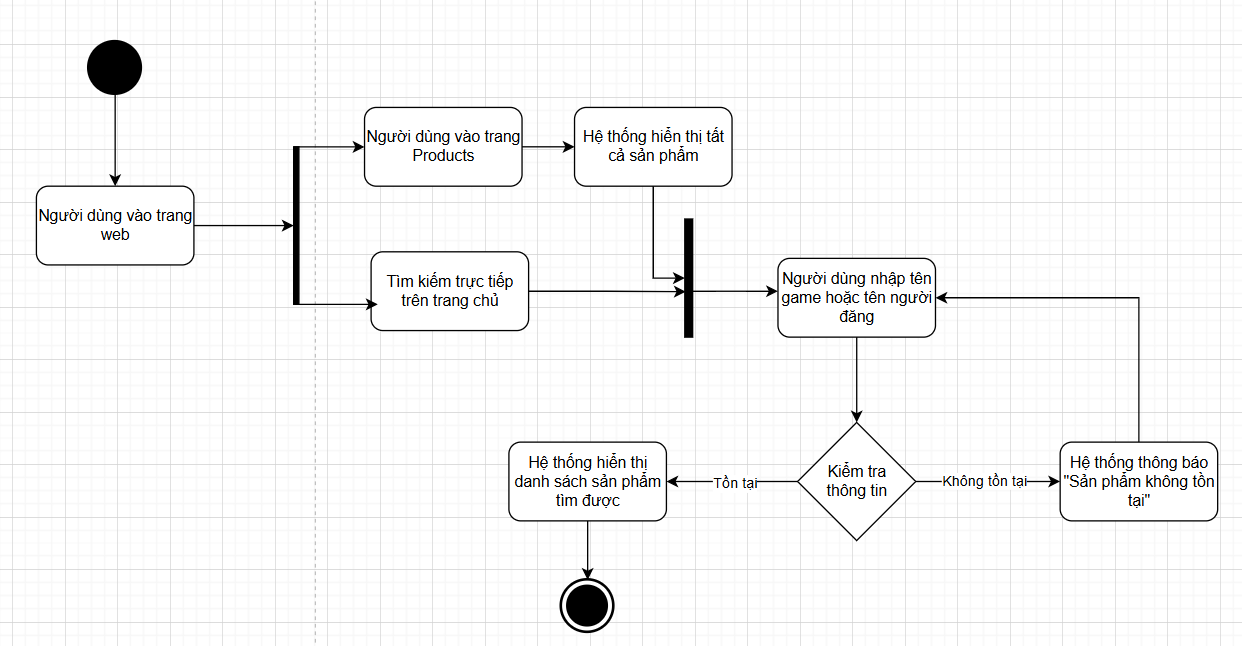 Người dùng vào trang
Products
Hệ thống hiển thị tất
cả sản phẩm
Người dùng vào trang
web
Tìm kiếm trực tiếp
trên trang chủ
Người dùng nhập tên
game hoặc tên người
đăng
Hệ thống hiển thị
danh sách sản phẩm
tìm được
Tồn tại
Kiểm tra
thông tin
Không tồn tại
Hệ thống thông báo
"Sản phẩm không tồn
tại"